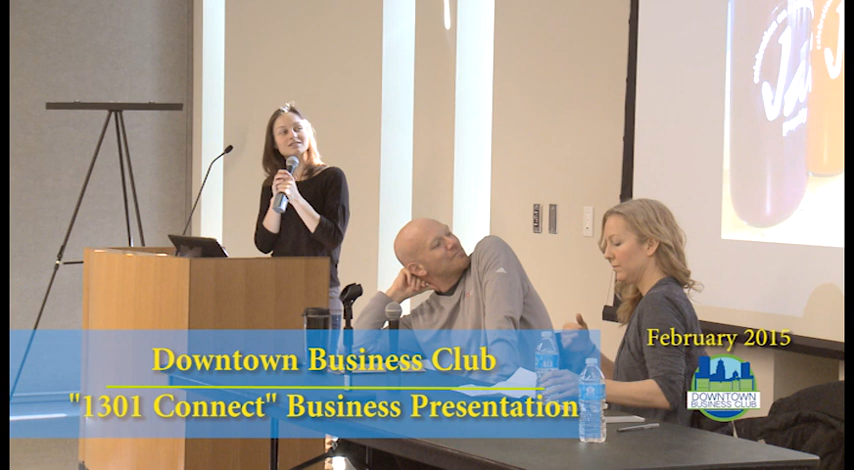 Downtown Business Club
"1301 Connect" Business Presentation
February 2015
DOWNTOWN
BUSINESS CLUB